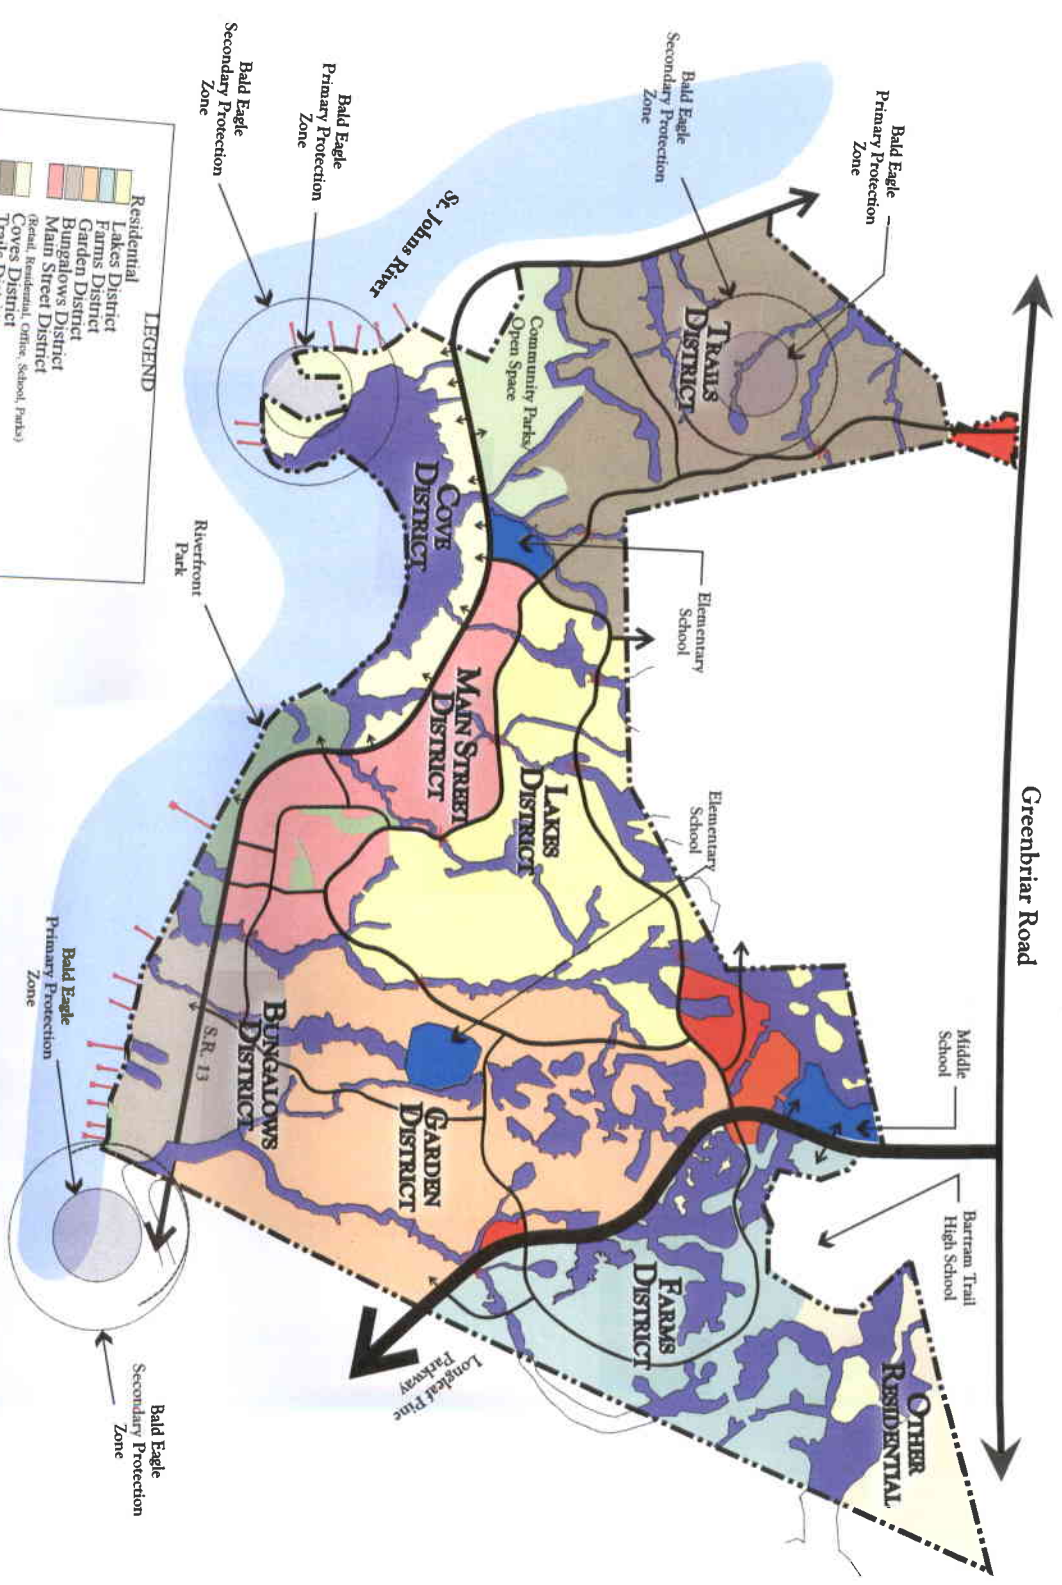 Greenbriar Road
Bald Eagle
Primary Protection
Zone
Bald Eagle
Secondary Protection
Zone
TRAILS
DISTRICT
Bald Eagle
Primary Protection
Zone
Bald Eagle
Secondary Protection
Zone
St. Johns River
Community Parks/
Open Space
Elementary
School
COVE
DISTRICT
Riverfront
Park
MAIN STREET
DISTRICT
LAKES
DISTRICT
Elementary
School
Middle
School
Bartram Trail
High School
OTHER
RESIDENTIAL
FARMS
DISTRICT
GARDEN
DISTRICT
BUNGALOWS
DISTRICT
S.R. 13
Longleaf Pine
Parkway
Bald Eagle
Primary Protection
Zone
Bald Eagle
Secondary Protection
Zone
LEGEND
Residential
Lakes District
Farms District
Garden District
Bungalows District
Main Street District
(Retail, Residential, Office, School, Parks)
Coves District